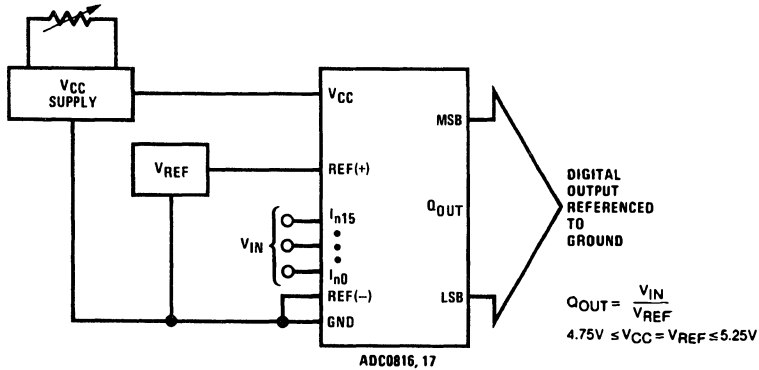 VCC
SUPPLY
VCC
MSB
VREF
REF(+)
DIGITAL
OUTPUT
REFERENCED
TO
GROUND
In15
QOUT
VIN
In0
REF(−)
LSB
GND
QOUT = VIN / VREF
4.75V ≤ VCC = VREF ≤ 5.25V
ADC0816, 17